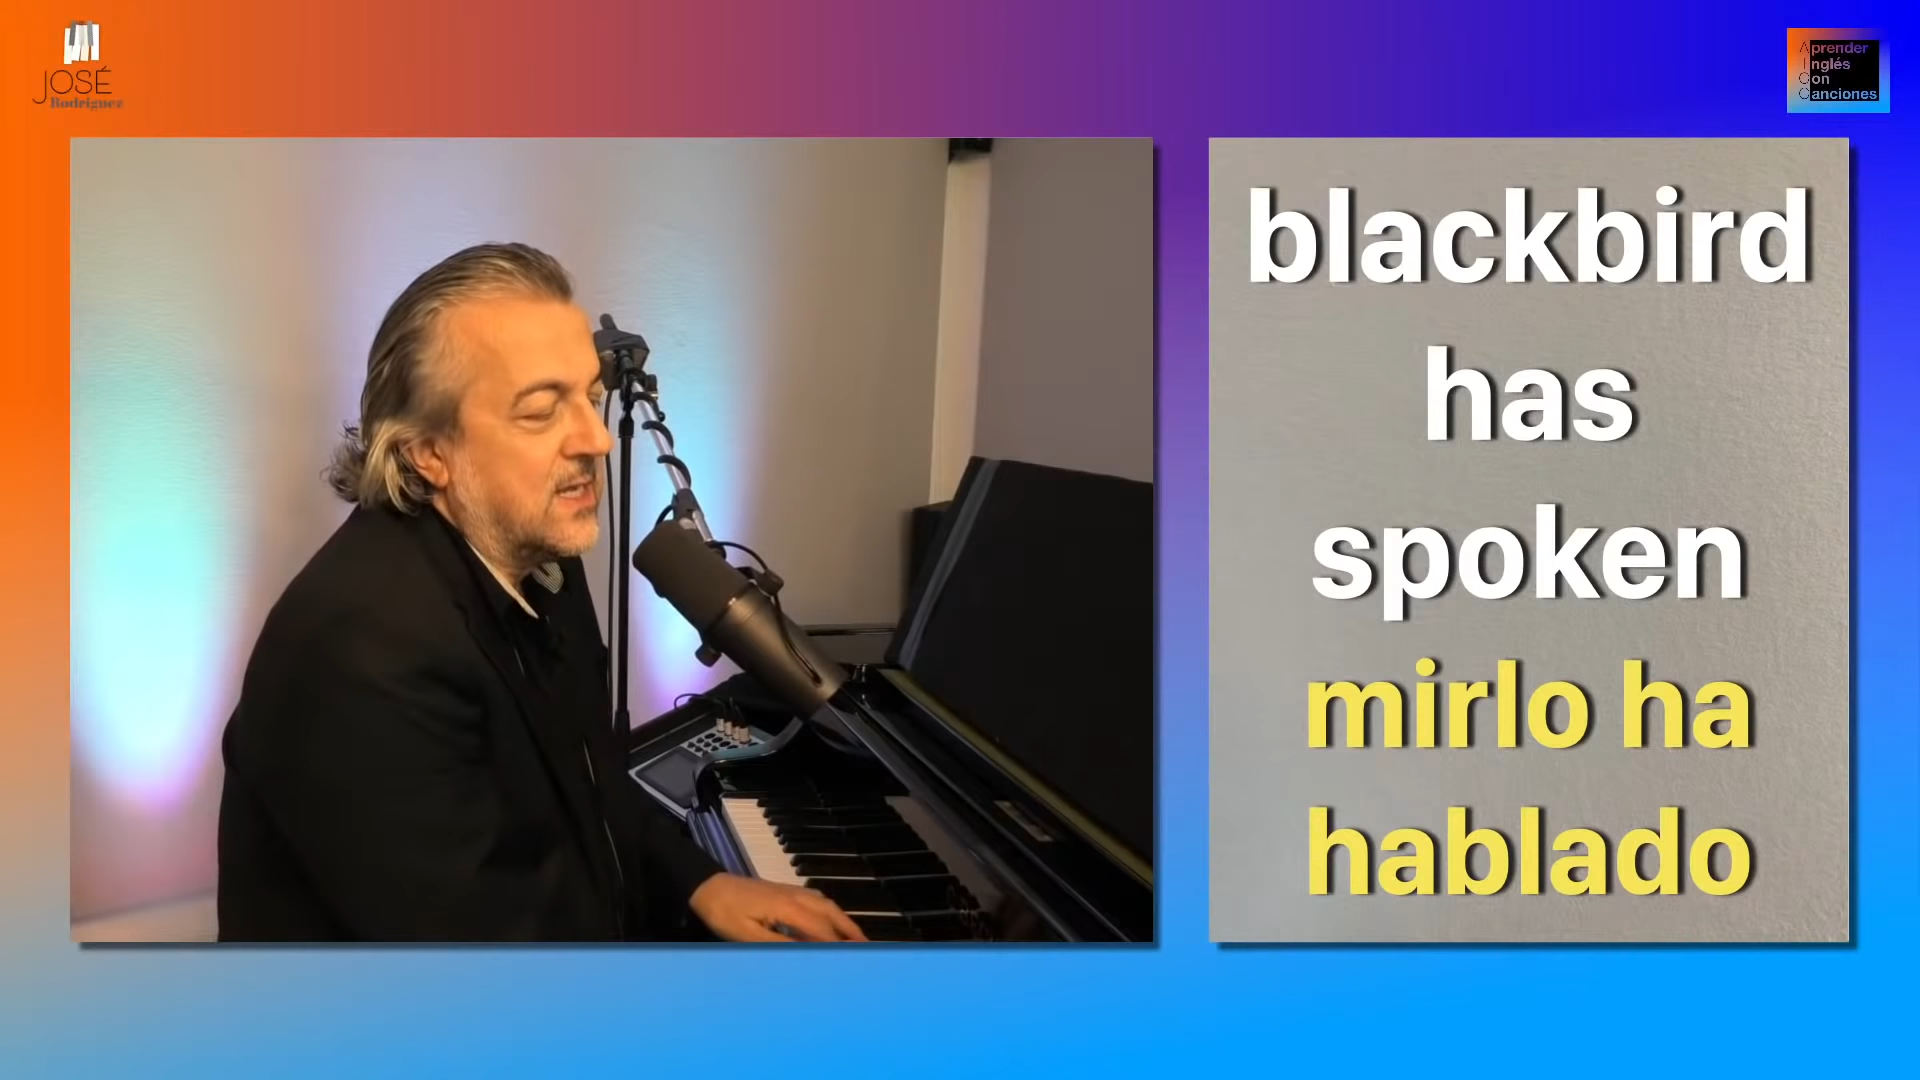 JOSÉ
Rodriguez
Aprender
Inglés
Con
Canciones
blackbird
has
spoken
mirlo ha
hablado